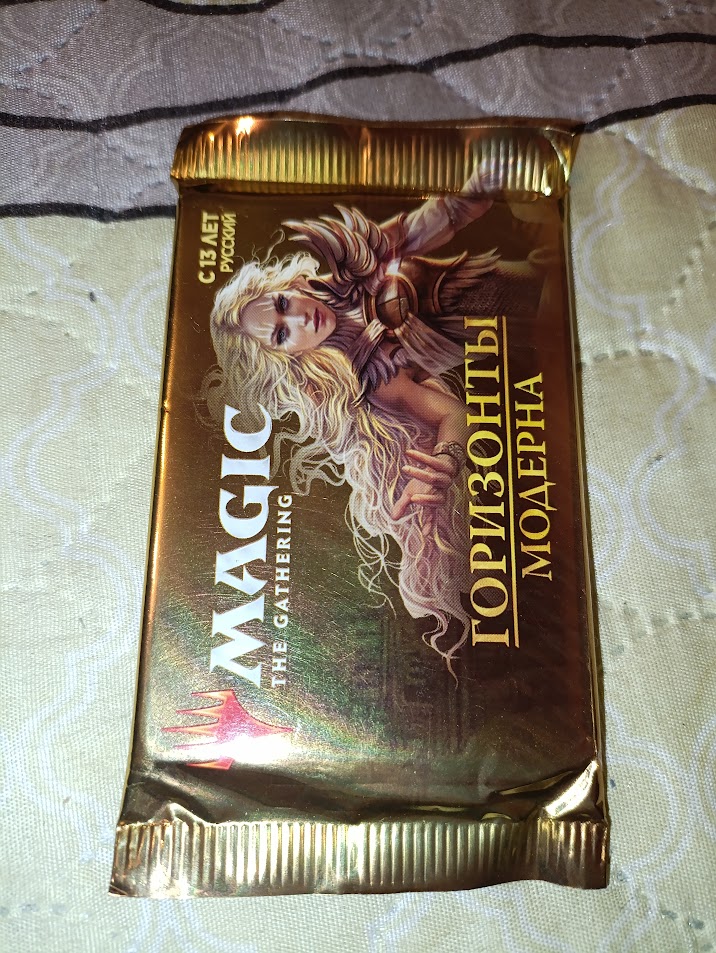 MAGIC
THE GATHERING
С 13 ЛЕТ
РУССКИЙ
ГОРИЗОНТЫ
МОДЕРНА